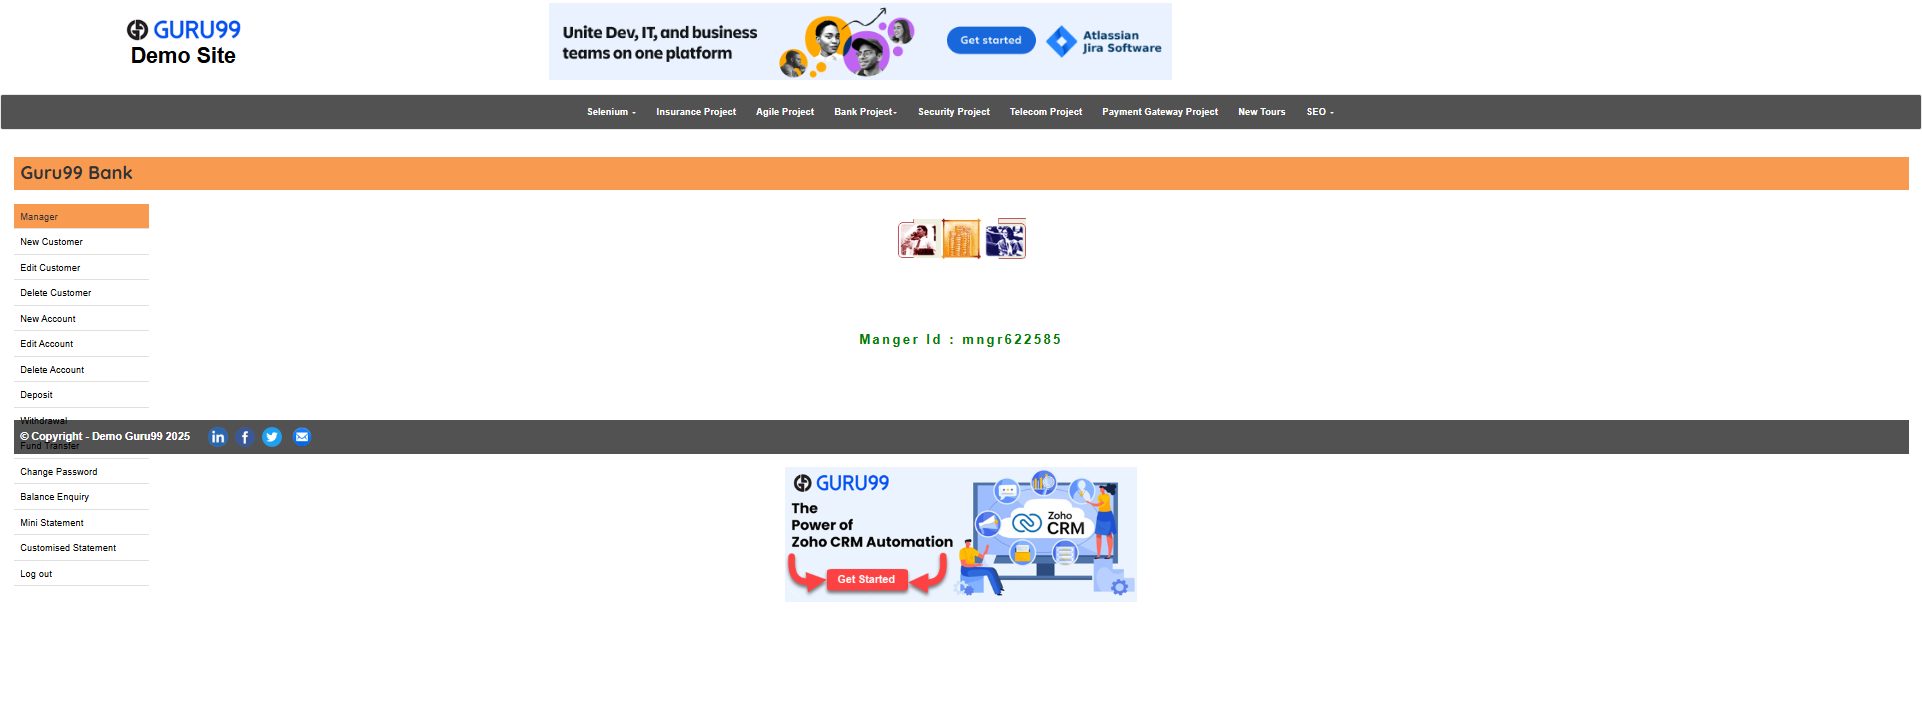 GURU99
Demo Site
Unite Dev, IT, and business
teams on one platform
Get started
Atlassian
Jira Software
Selenium Insurance Project Agile Project Bank Project Security Project Telecom Project Payment Gateway Project New Tours SEO
Guru99 Bank
Manager
New Customer
Edit Customer
Delete Customer
New Account
Edit Account
Delete Account
Deposit
Withdrawal
Fund Transfer
Change Password
Balance Enquiry
Mini Statement
Customised Statement
Log out
Manger Id : mngr622585
© Copyright - Demo Guru99 2025
GURU99
The
Power of
Zoho CRM Automation
Get Started
Zoho
CRM